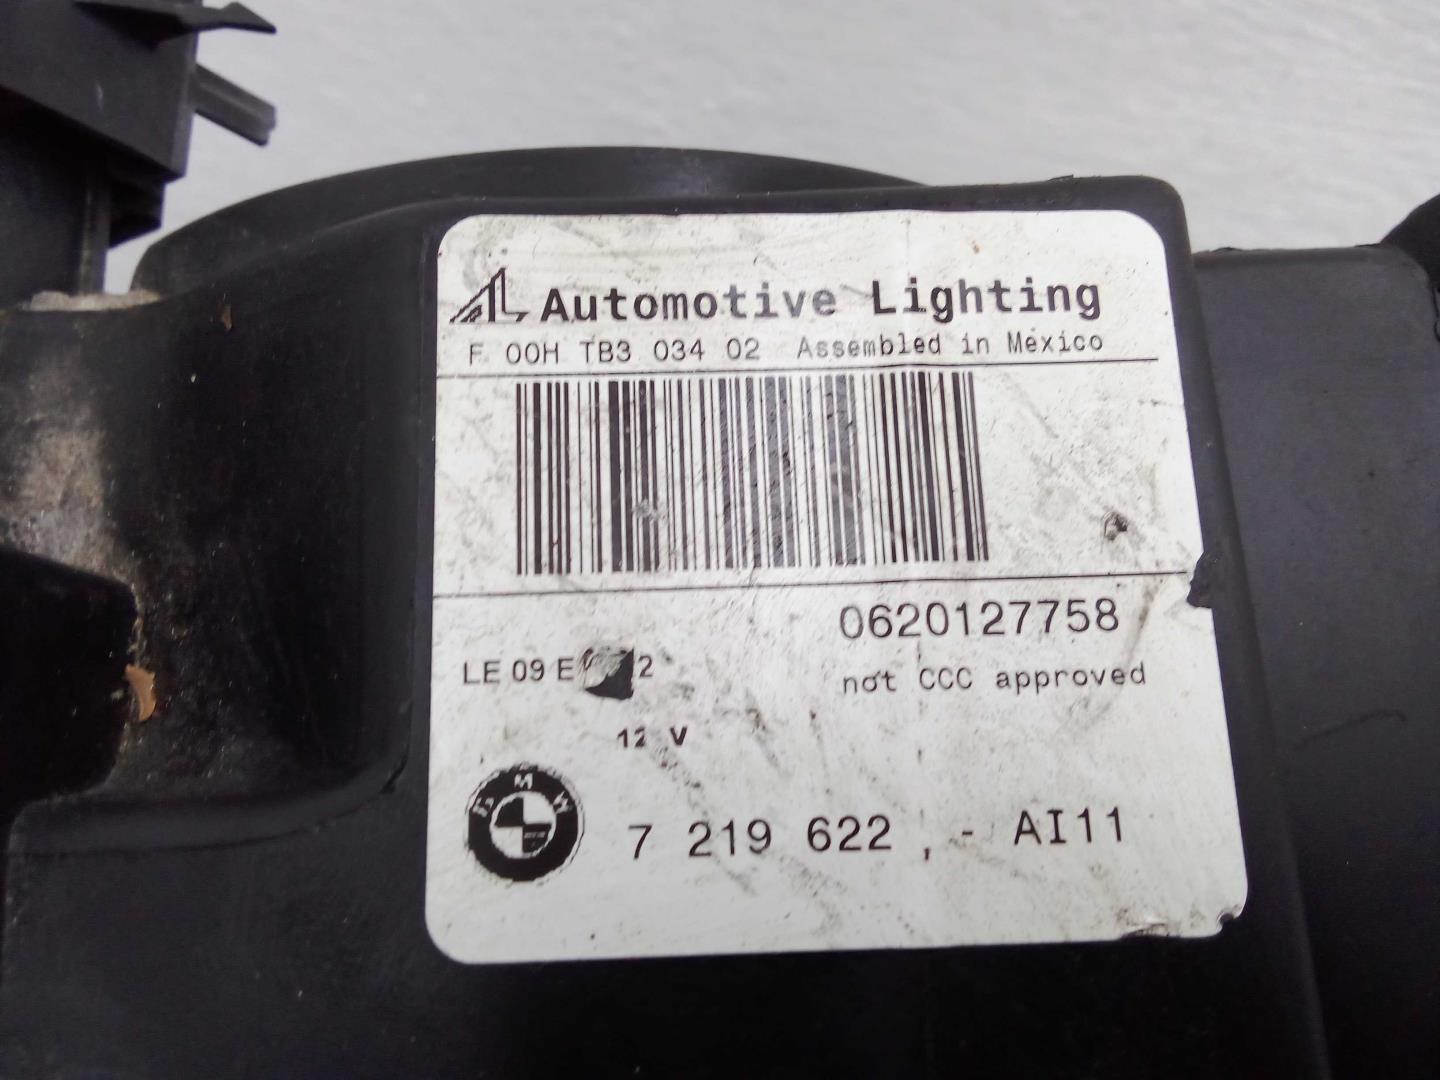 AL Automotive Lighting
F 00H TB3 034 02 Assembled in Mexico
0620127758
LE 09 E 2
not CCC approved
12 V
BMW
7 219 622 , - AI11